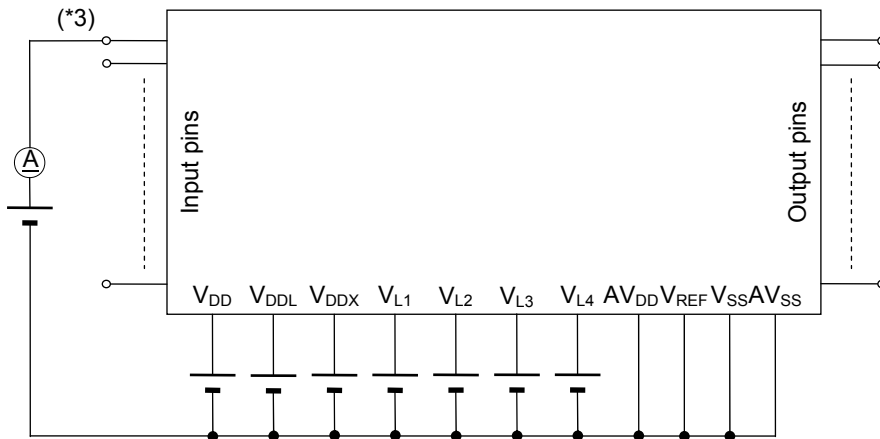 (*3)
A
Input pins
Output pins
VDD VDDL VDDX VL1 VL2 VL3 VL4 AVDD VREF VSS AVSS